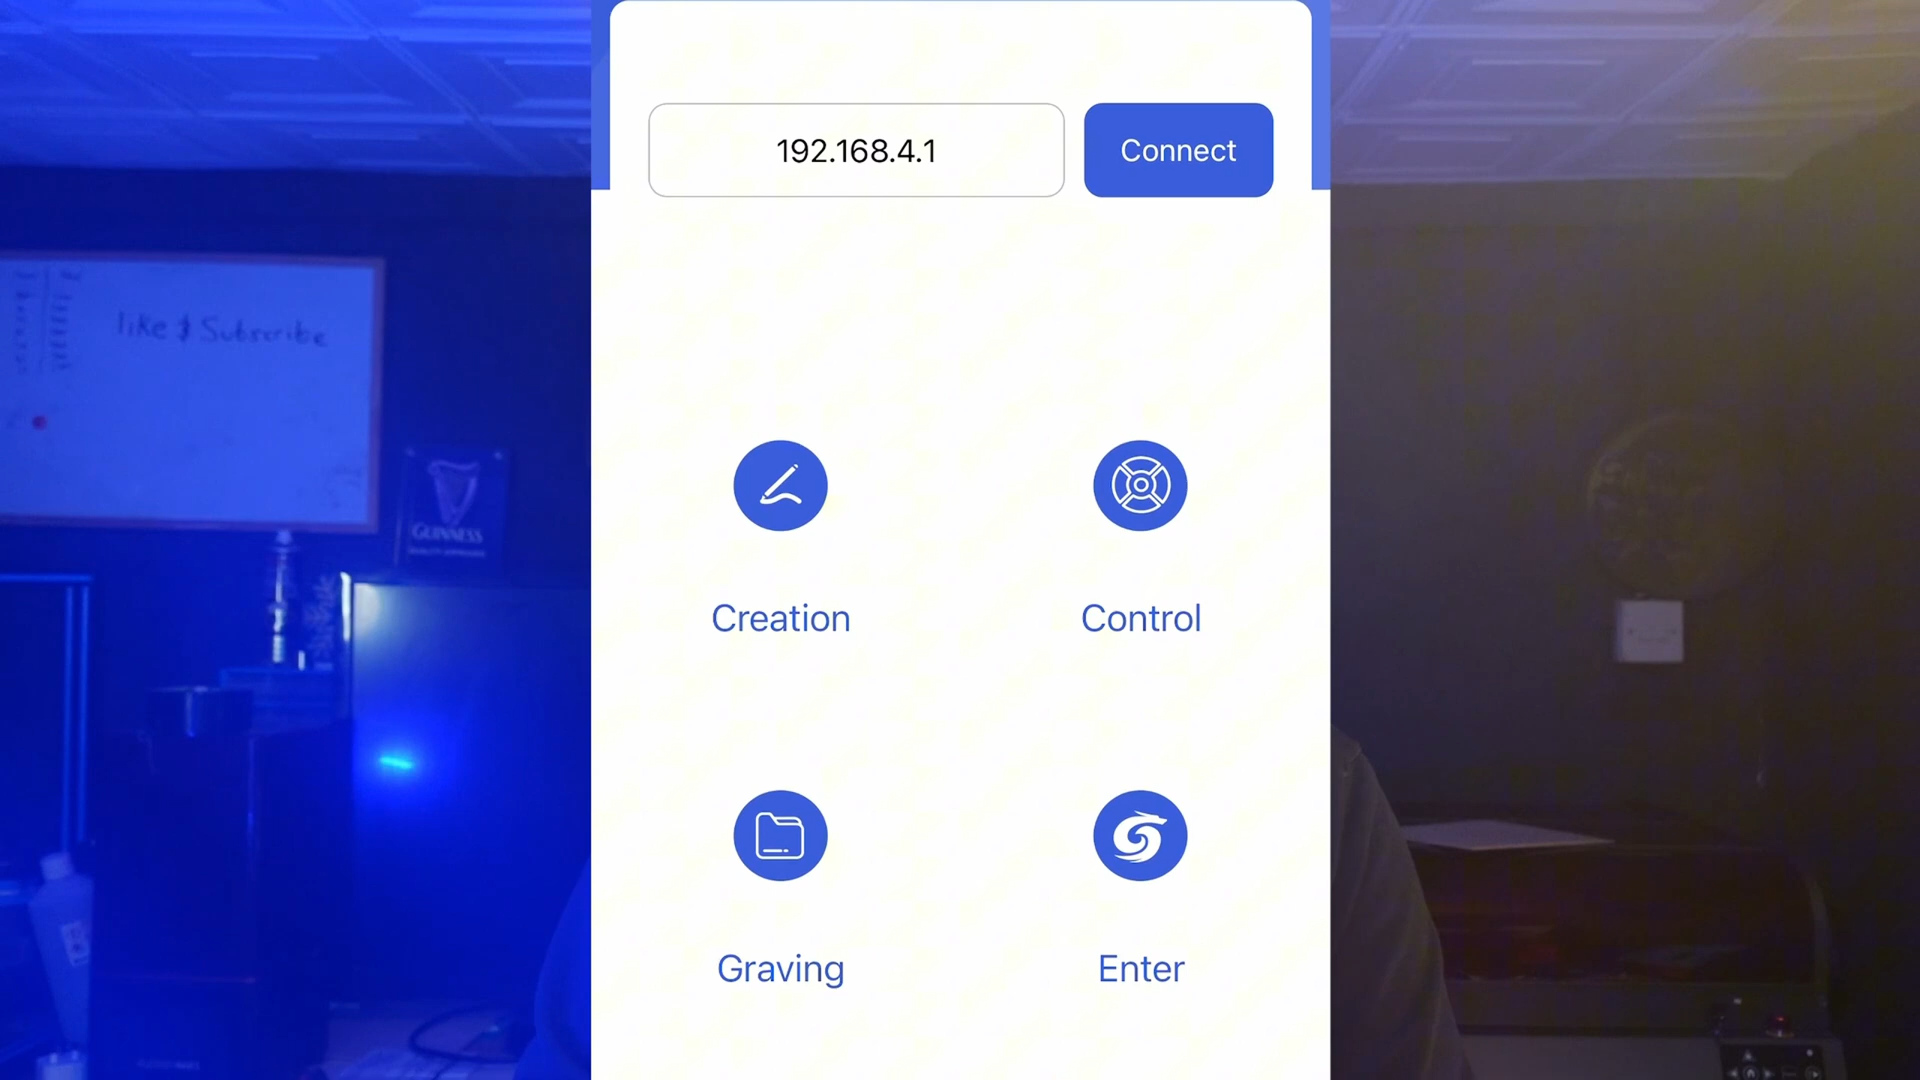 192.168.4.1
Connect
like & Subscribe
GUINNESS
Creation
Control
Graving
Enter